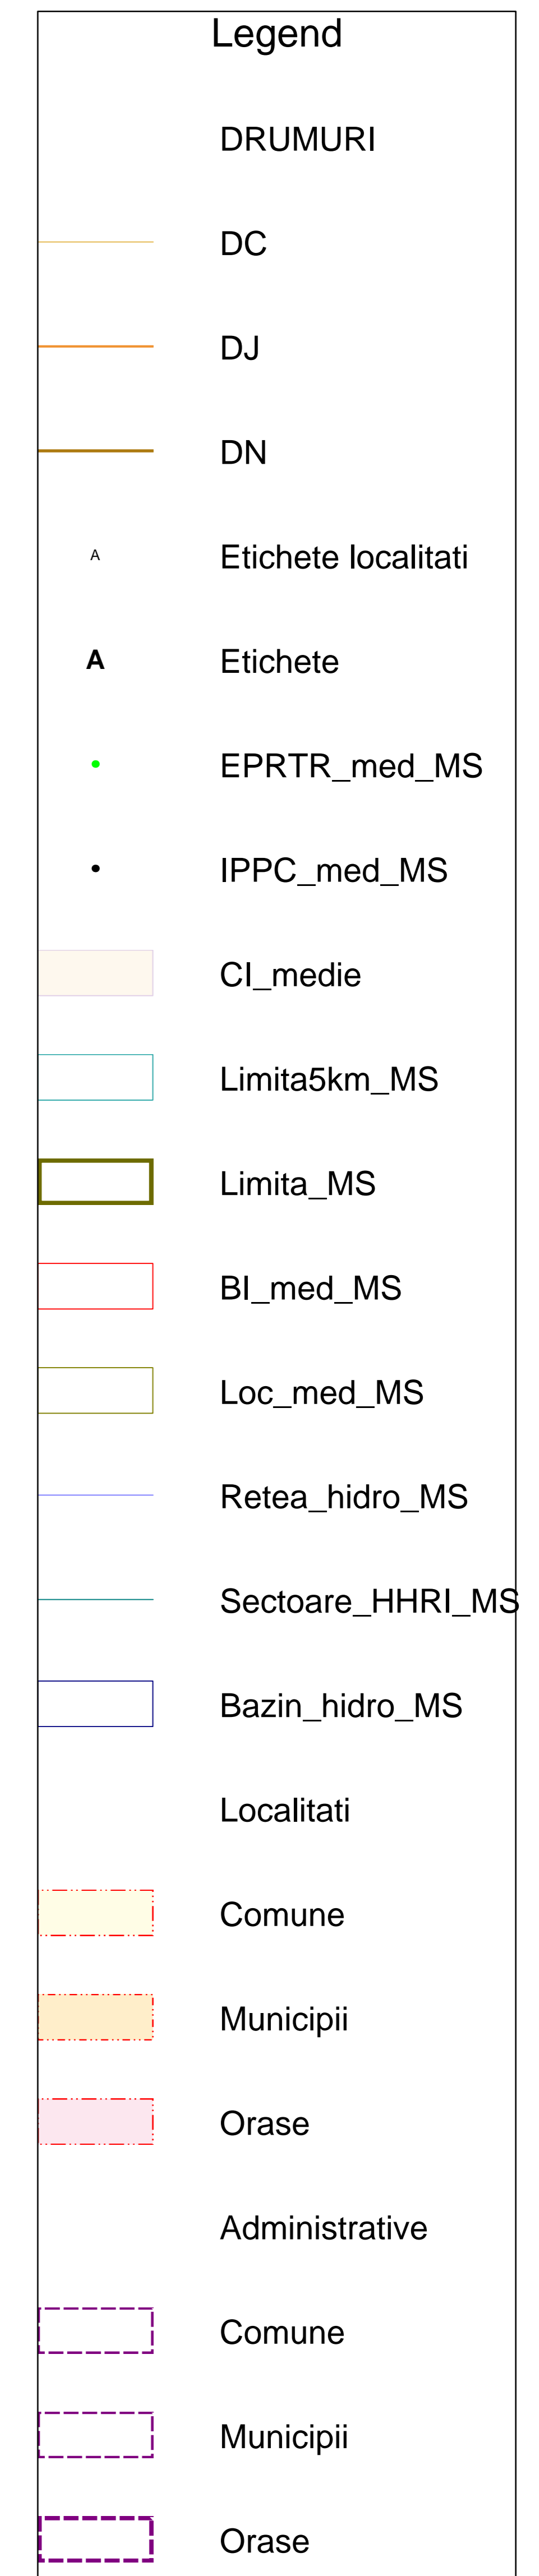 Legend
DRUMURI
DC
DJ
DN
A Etichete localitati
A Etichete
EPRTR_med_MS
IPPC_med_MS
CI_medie
Limita5km_MS
Limita_MS
BI_med_MS
Loc_med_MS
Retea_hidro_MS
Sectoare_HHRI_MS
Bazin_hidro_MS
Localitati
Comune
Municipii
Orase
Administrative
Comune
Municipii
Orase